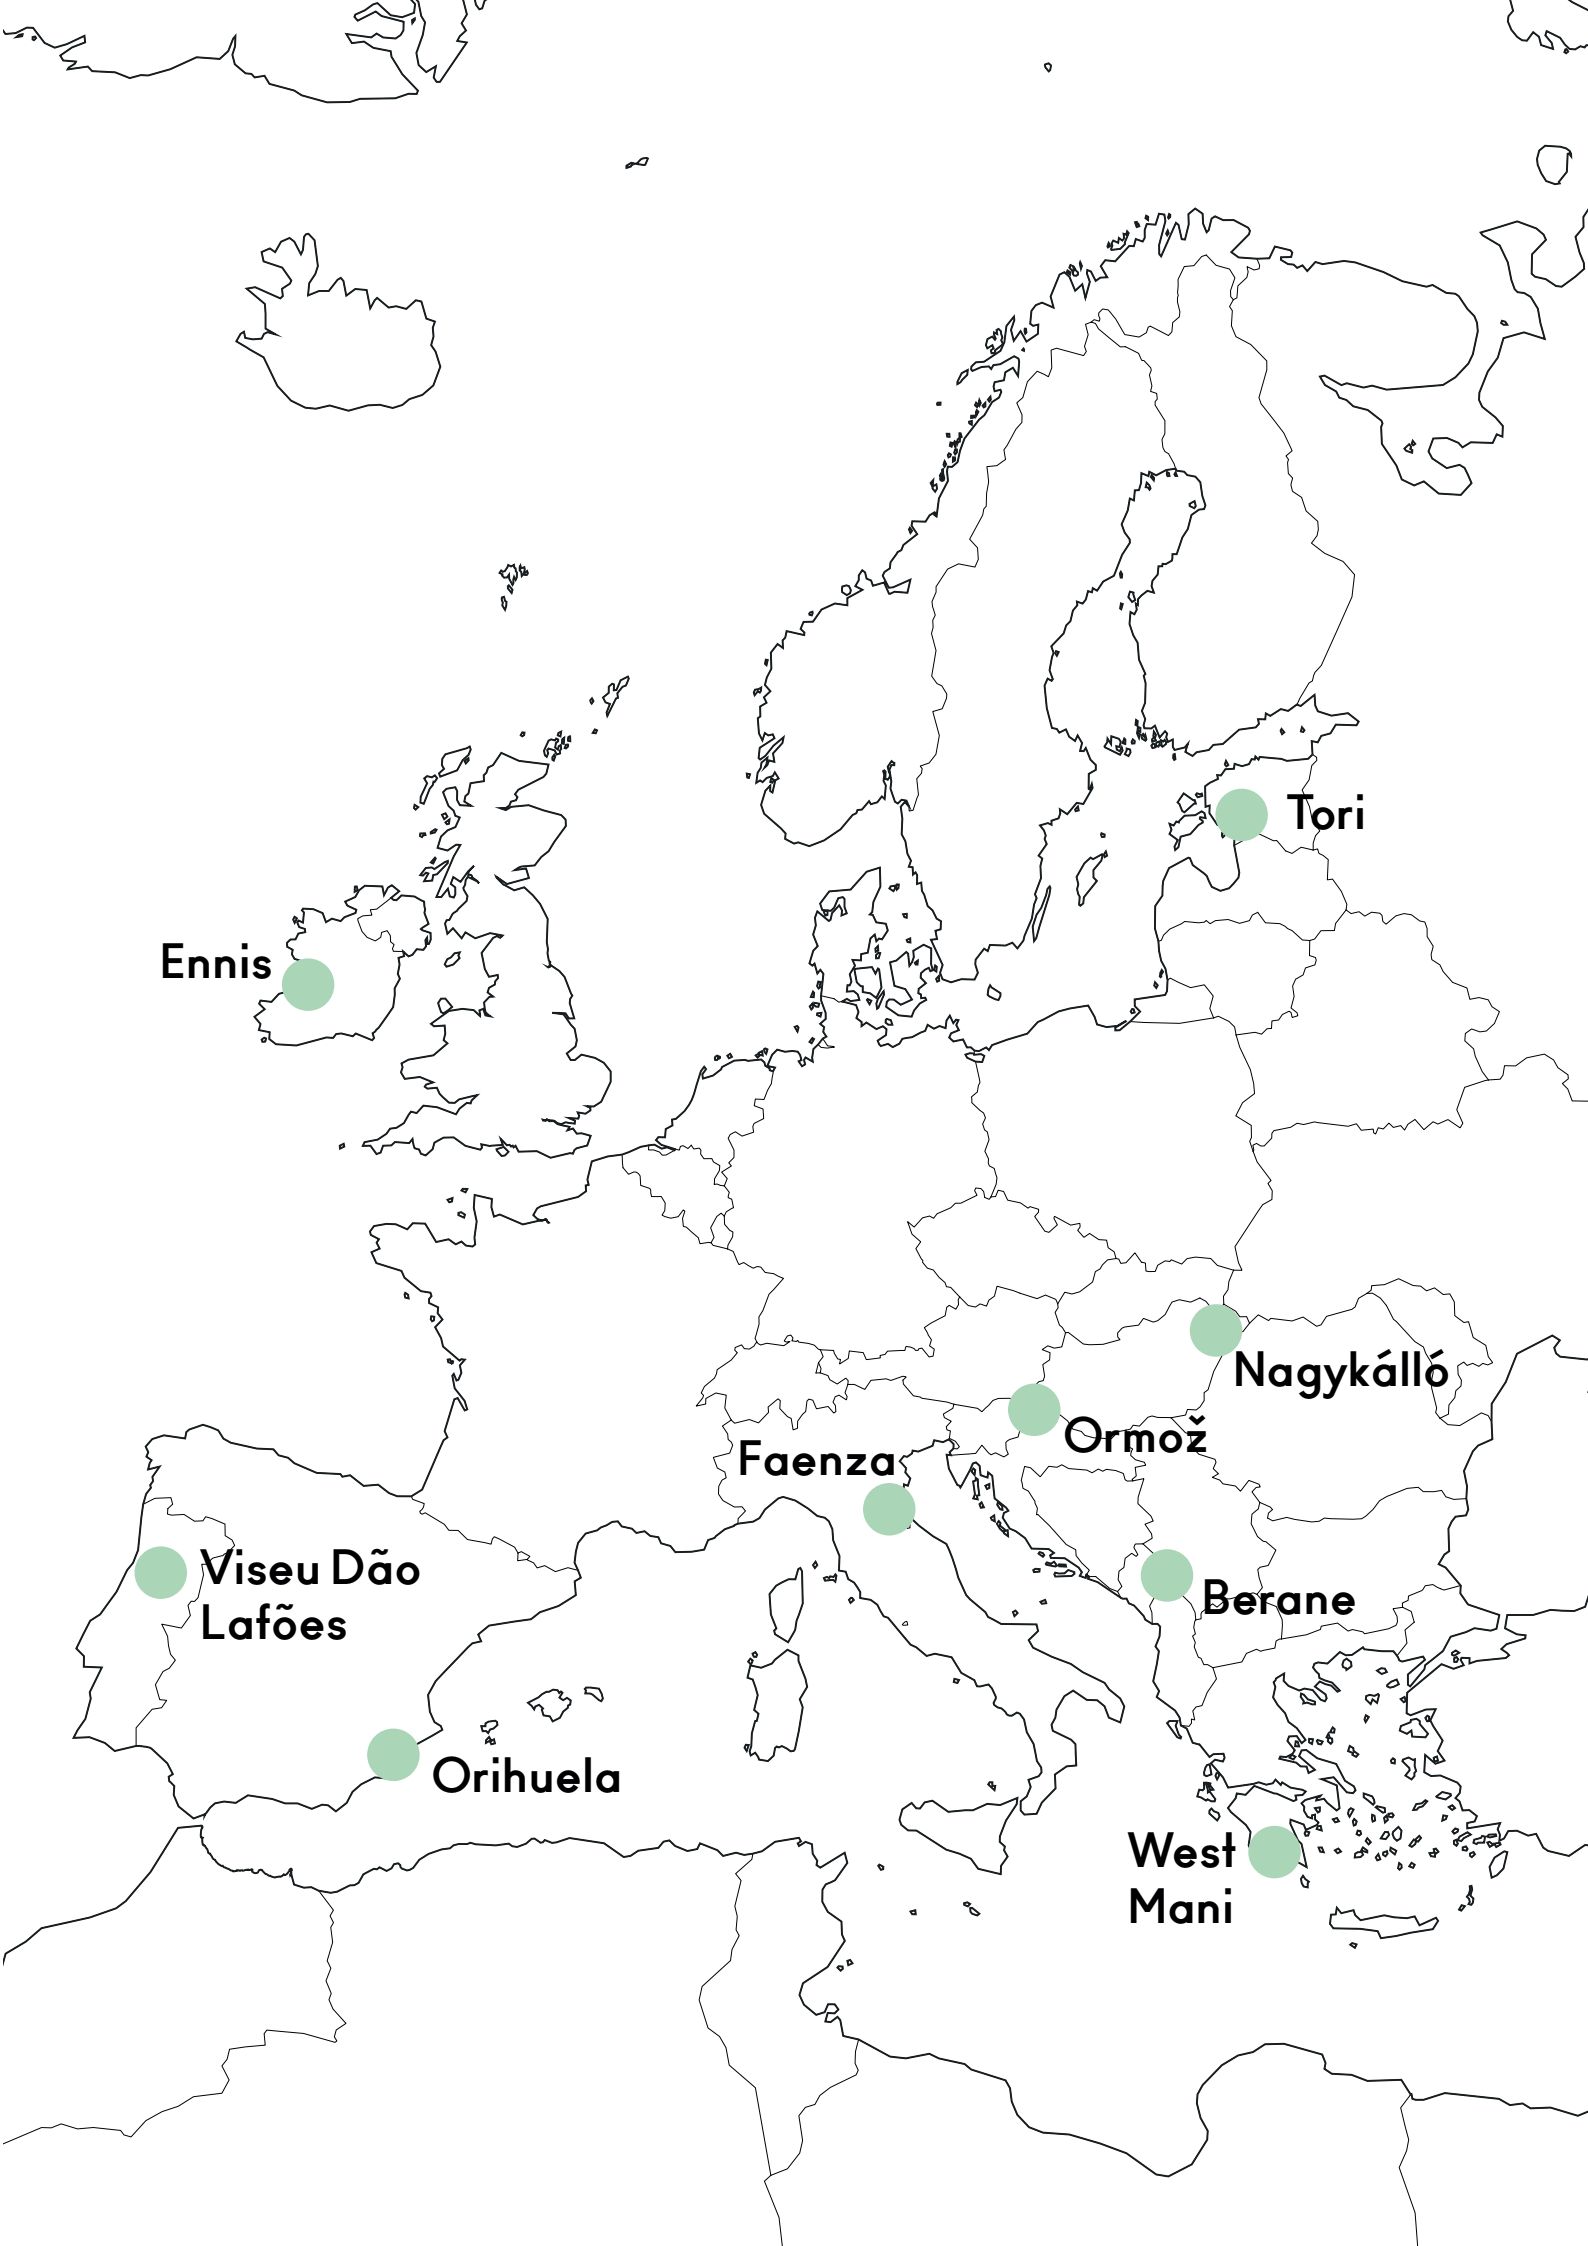 Tori
Ennis
Nagykálló
Ormož
Faenza
Viseu Dão
Lafões
Berane
Orihuela
West
Mani